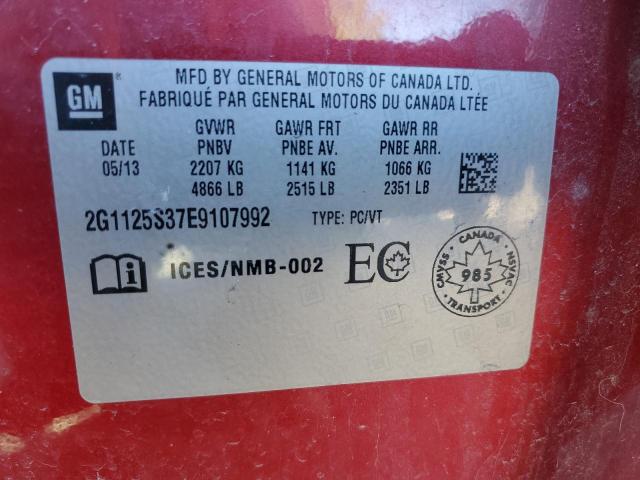 GM
MFD BY GENERAL MOTORS OF CANADA LTD.
FABRIQUÉ PAR GENERAL MOTORS DU CANADA LTÉE
GVWR GAWR FRT GAWR RR
DATE PNBV PNBE AV. PNBE ARR.
05/13 2207 KG 1141 KG 1066 KG
4866 LB 2515 LB 2351 LB
2G1125S37E9107992 TYPE: PC/VT
i ICES/NMB-002 EC
CANADA
CMVSS 985 NSVAC
TRANSPORT